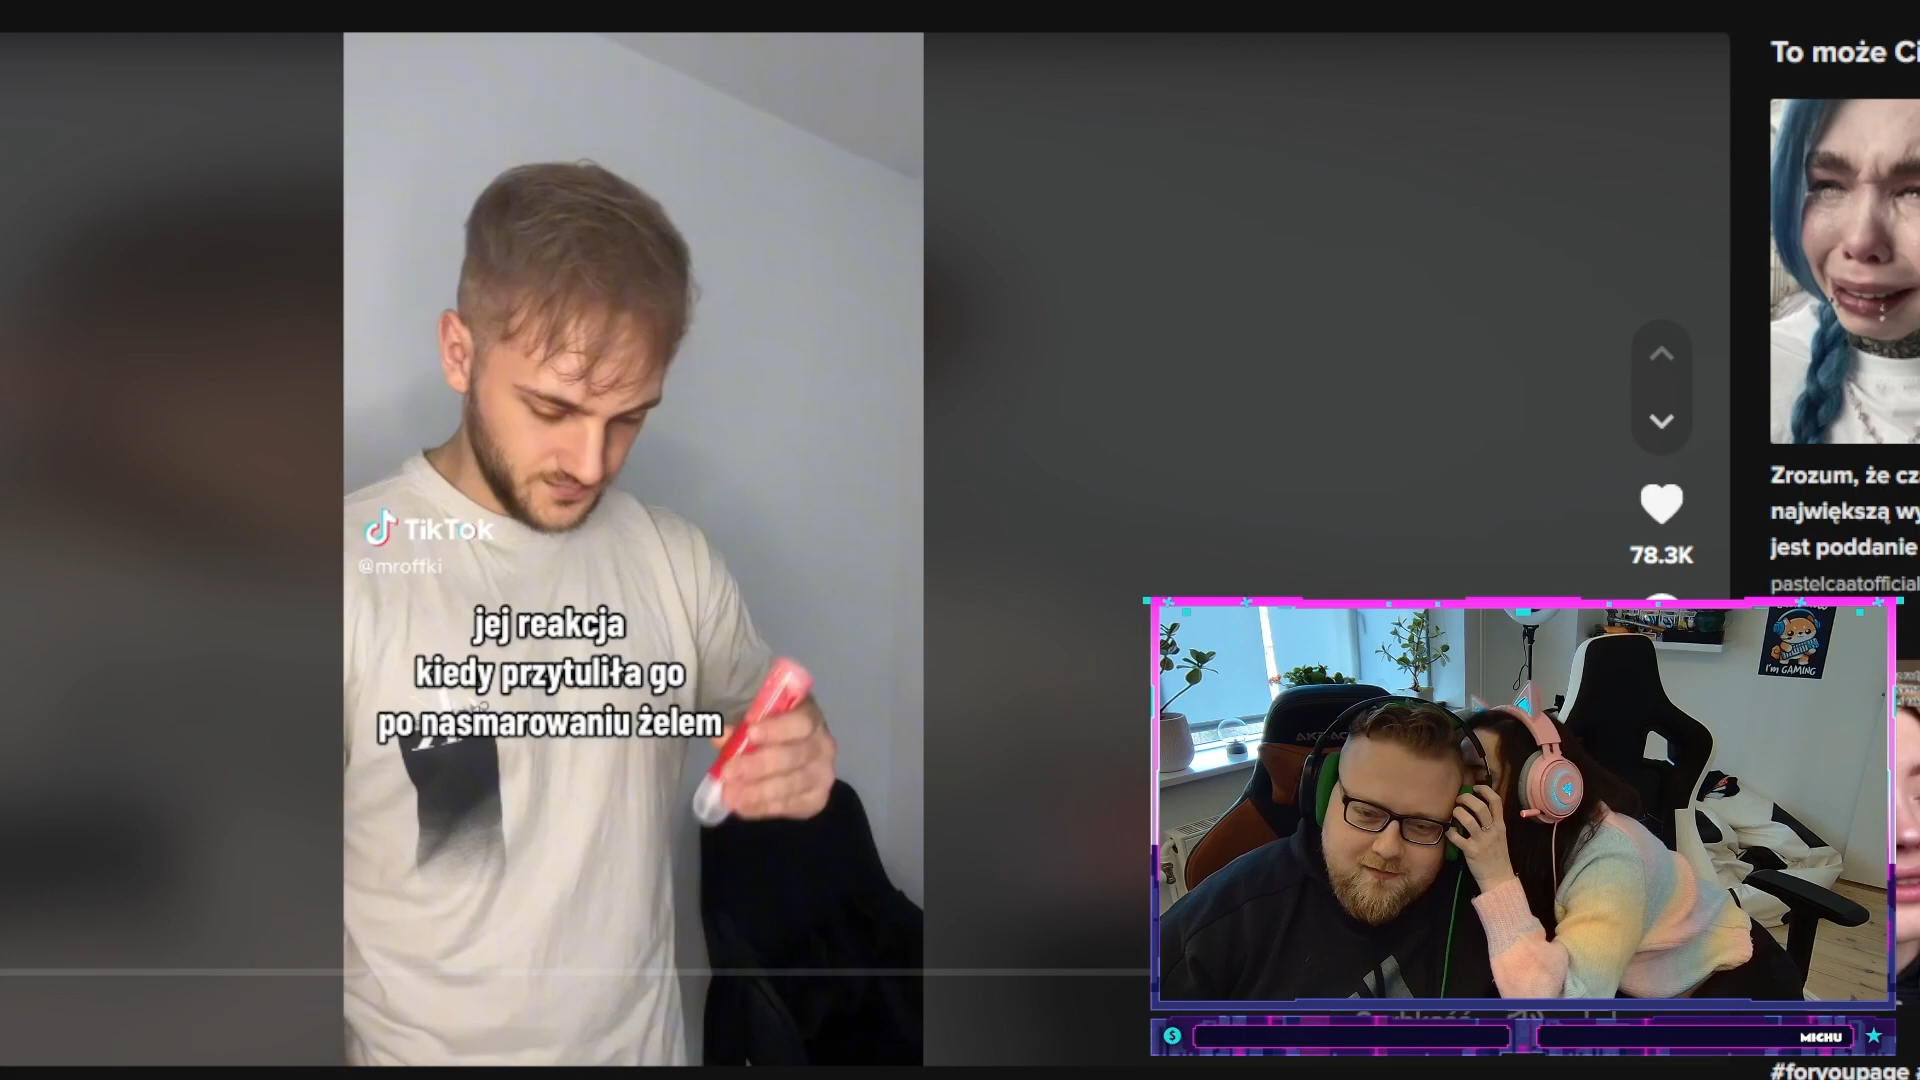 To może Ci
TikTok
@mroffki
jej reakcja
kiedy przytuliła go
po nasmarowaniu żelem
78.3K
Zrozum, że cz
największą wy
jest poddanie
pastelcaatofficial
I'm GAMING
MICHU
#foryoupage